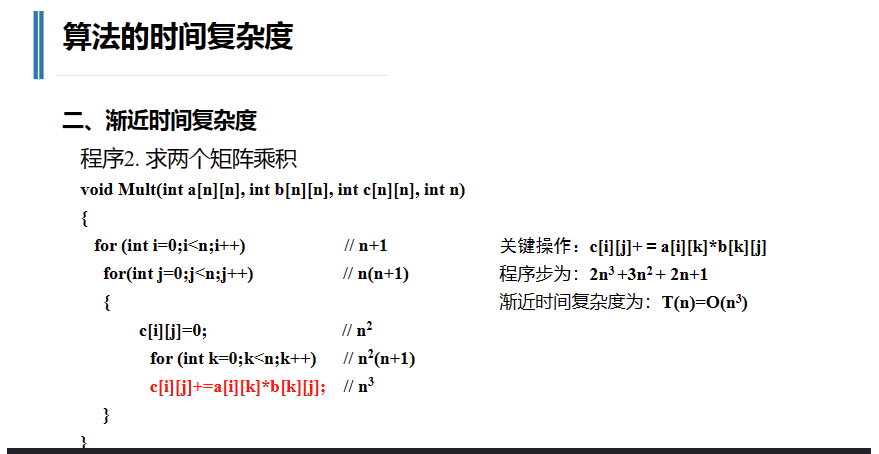 算法的时间复杂度
二、渐近时间复杂度
程序2. 求两个矩阵乘积
void Mult(int a[n][n], int b[n][n], int c[n][n], int n)
{
for (int i=0;i<n;i++) // n+1
for(int j=0;j<n;j++) // n(n+1)
{
c[i][j]=0; // n²
for (int k=0;k<n;k++) // n²(n+1)
c[i][j]+=a[i][k]*b[k][j]; // n³
}
}
关键操作：c[i][j]+ = a[i][k]*b[k][j]
程序步为：2n³ +3n² + 2n+1
渐近时间复杂度为：T(n)=O(n³)